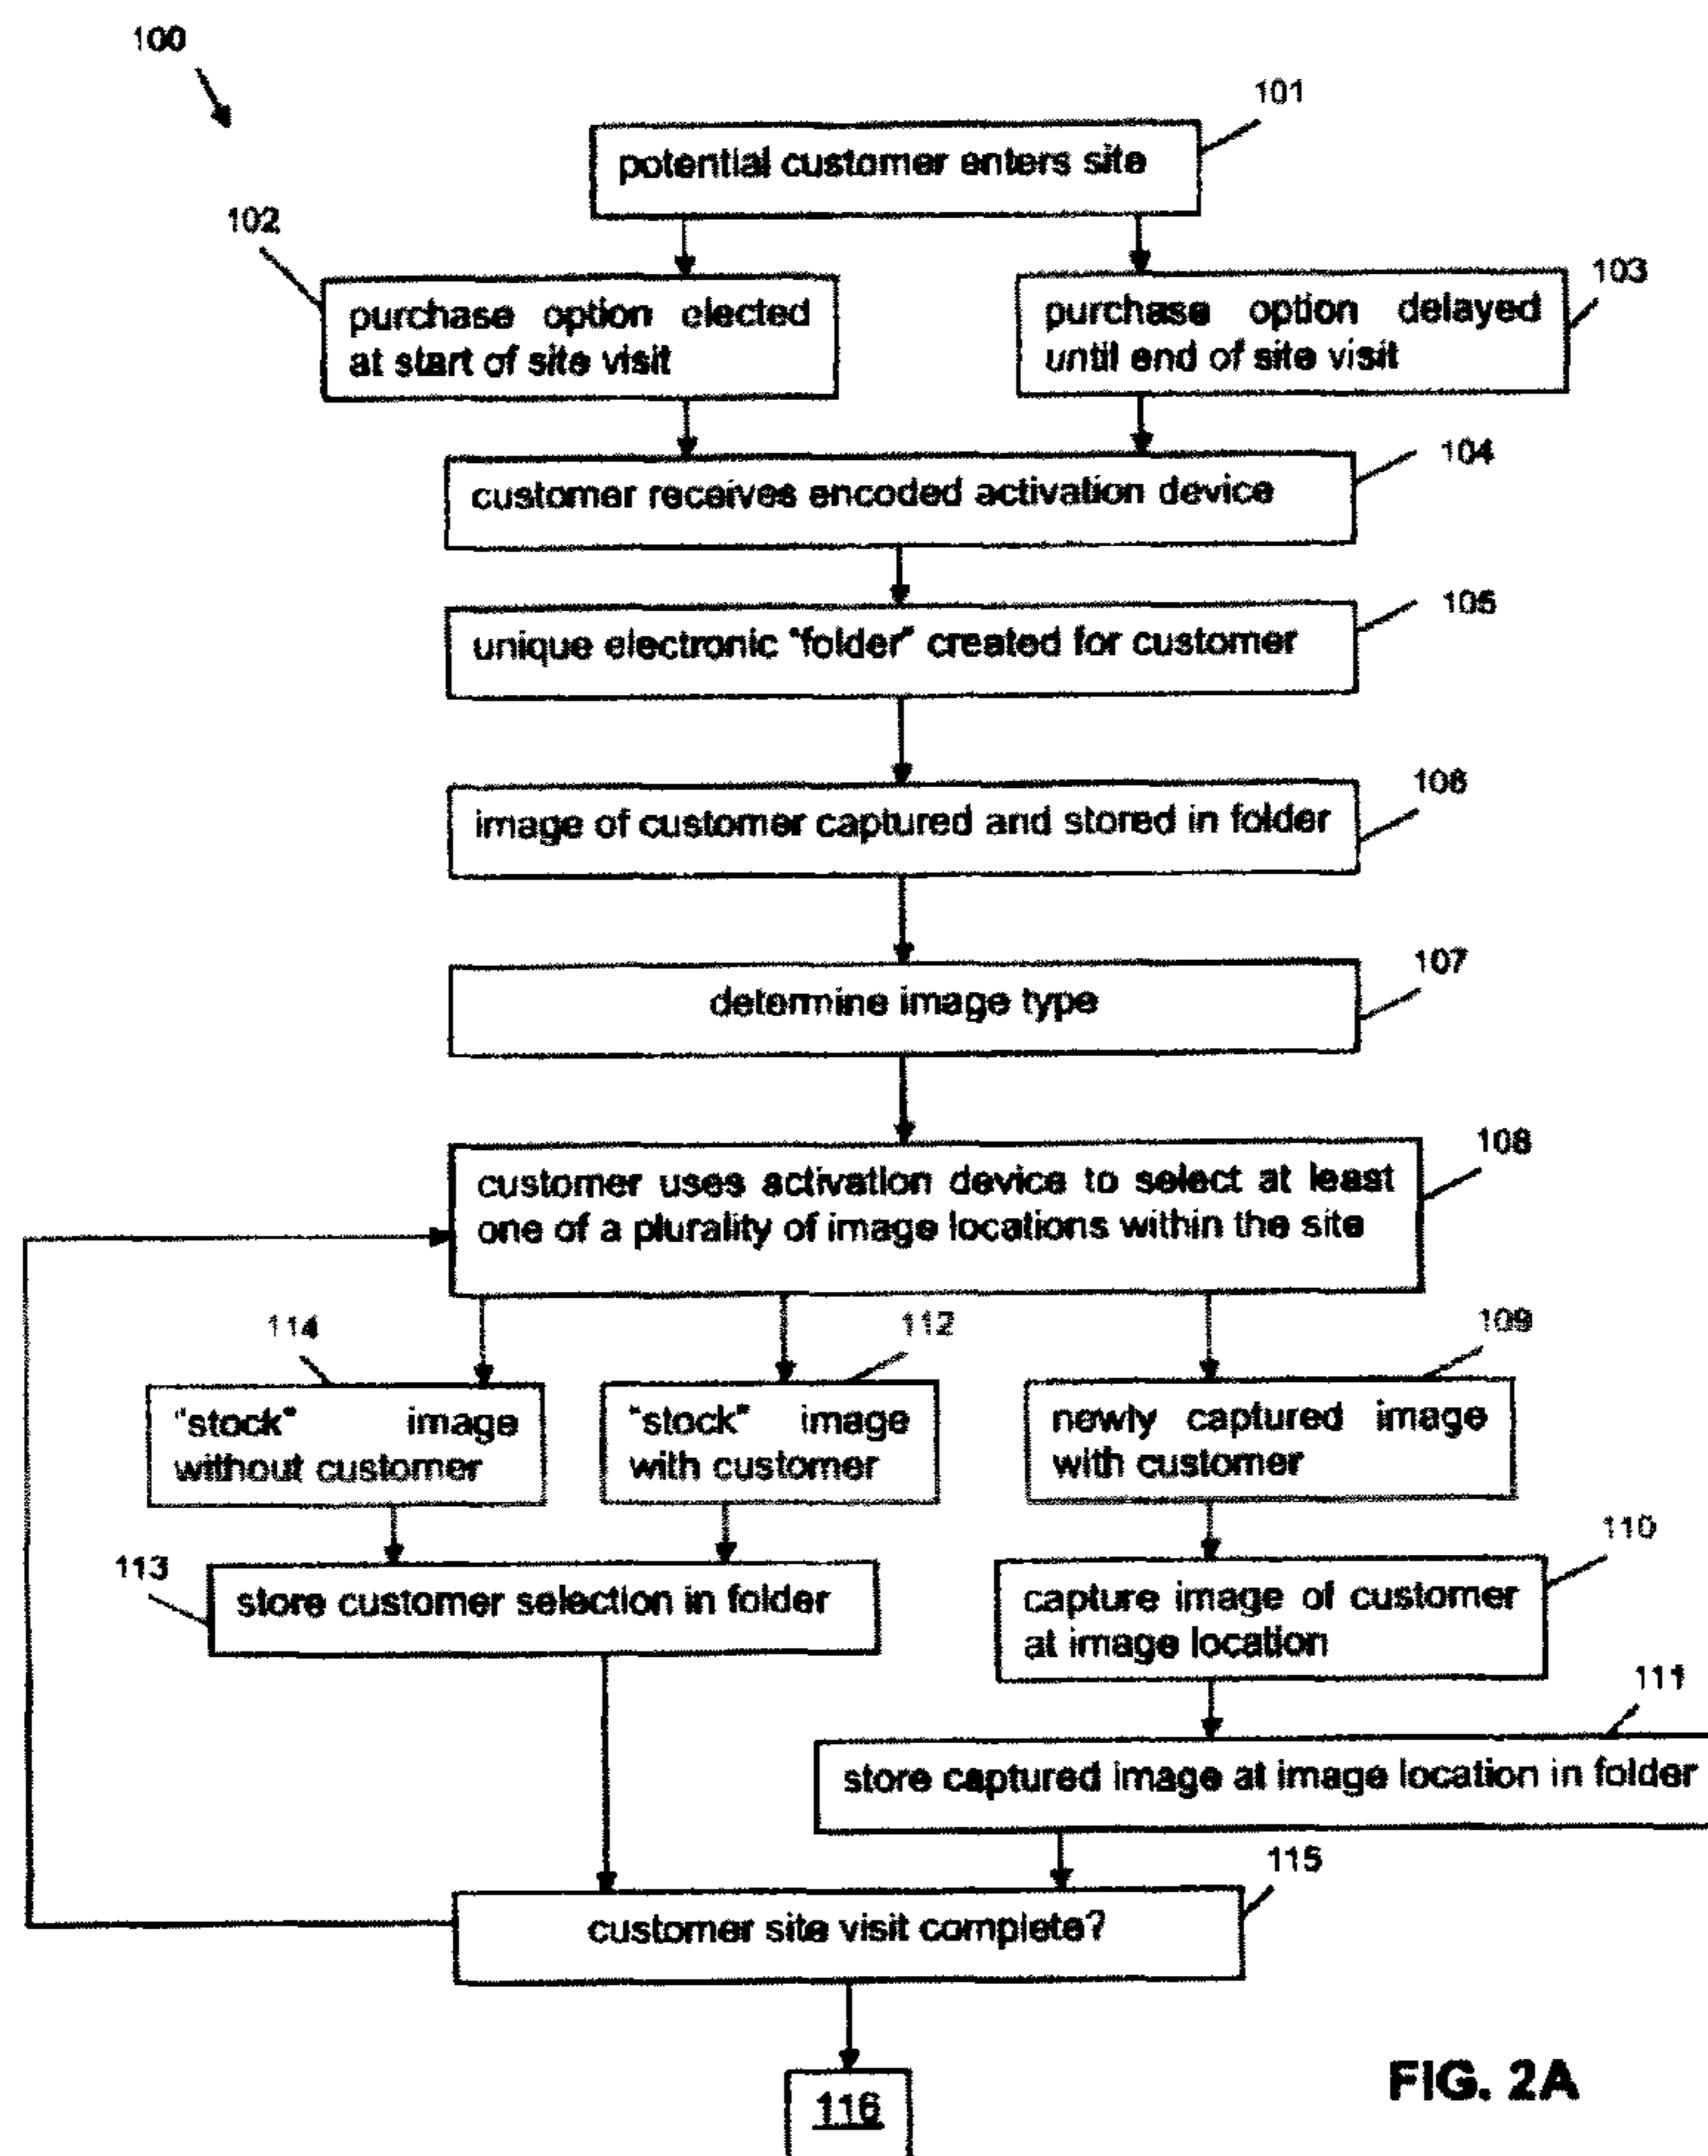 100
101
potential customer enters site
102
103
purchase option elected
at start of site visit
purchase option delayed
until end of site visit
104
customer receives encoded activation device
105
unique electronic "folder" created for customer
106
image of customer captured and stored in folder
107
determine image type
108
customer uses activation device to select at least
one of a plurality of image locations within the site
114
112
109
"stock" image
without customer
"stock" image
with customer
newly captured image
with customer
113
110
store customer selection in folder
capture image of customer
at image location
111
store captured image at image location in folder
115
customer site visit complete?
116
FIG. 2A